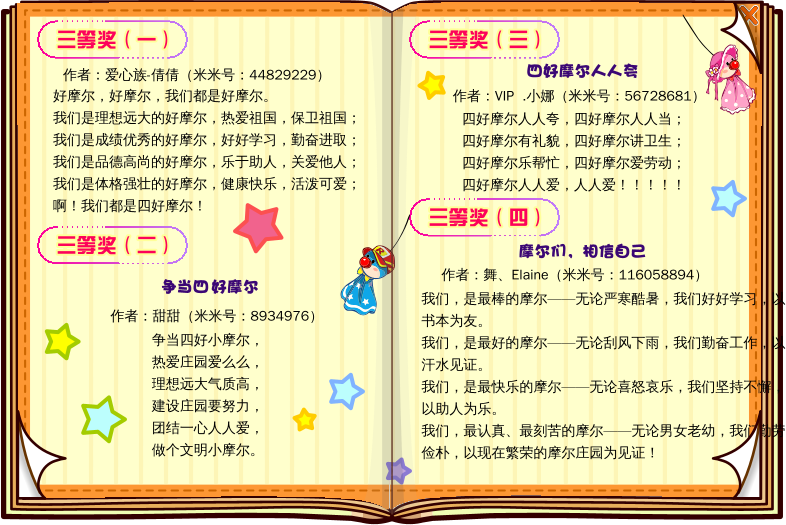 三等奖（一）
作者：爱心族-倩倩（米米号：44829229）
好摩尔，好摩尔，我们都是好摩尔。
我们是理想远大的好摩尔，热爱祖国，保卫祖国；
我们是成绩优秀的好摩尔，好好学习，勤奋进取；
我们是品德高尚的好摩尔，乐于助人，关爱他人；
我们是体格强壮的好摩尔，健康快乐，活泼可爱；
啊！我们都是四好摩尔！
三等奖（二）
争当四好摩尔
作者：甜甜（米米号：8934976）
争当四好小摩尔，
热爱庄园爱么么，
理想远大气质高，
建设庄园要努力，
团结一心人人爱，
做个文明小摩尔。
三等奖（三）
四好摩尔人人夸
作者：VIP .小娜（米米号：56728681）
四好摩尔人人夸，四好摩尔人人当；
四好摩尔有礼貌，四好摩尔讲卫生；
四好摩尔乐帮忙，四好摩尔爱劳动；
四好摩尔人人爱，人人爱！！！！！
三等奖（四）
摩尔们，相信自己
作者：舞、Elaine（米米号：116058894）
我们，是最棒的摩尔——无论严寒酷暑，我们好好学习，以
书本为友。
我们，是最好的摩尔——无论刮风下雨，我们勤奋工作，以
汗水见证。
我们，是最快乐的摩尔——无论喜怒哀乐，我们坚持不懈，
以助人为乐。
我们，最认真、最刻苦的摩尔——无论男女老幼，我们勤劳
俭朴，以现在繁荣的摩尔庄园为见证！